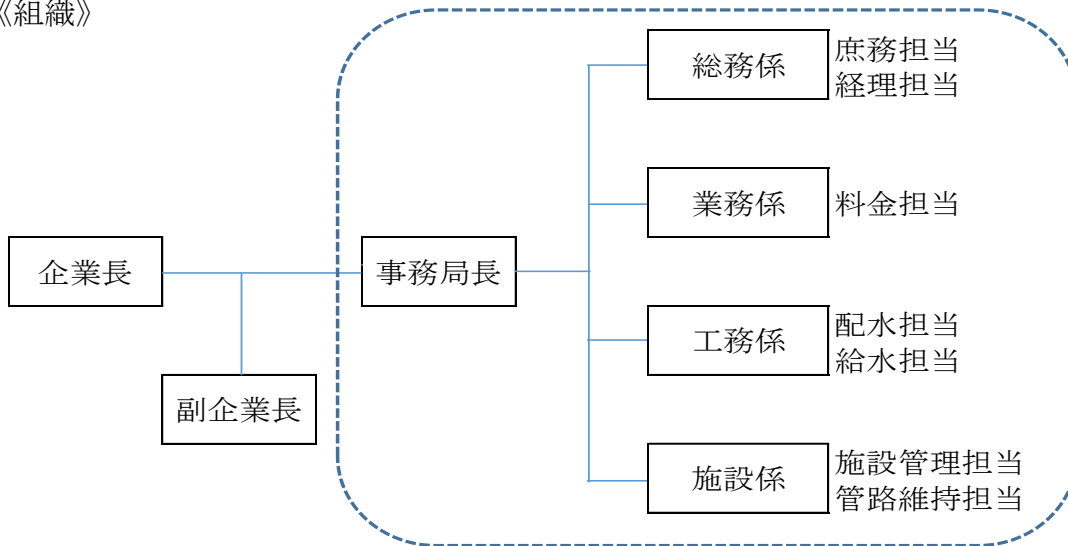 《組織》
総務係
庶務担当
経理担当
業務係
料金担当
企業長
事務局長
工務係
配水担当
給水担当
副企業長
施設係
施設管理担当
管路維持担当